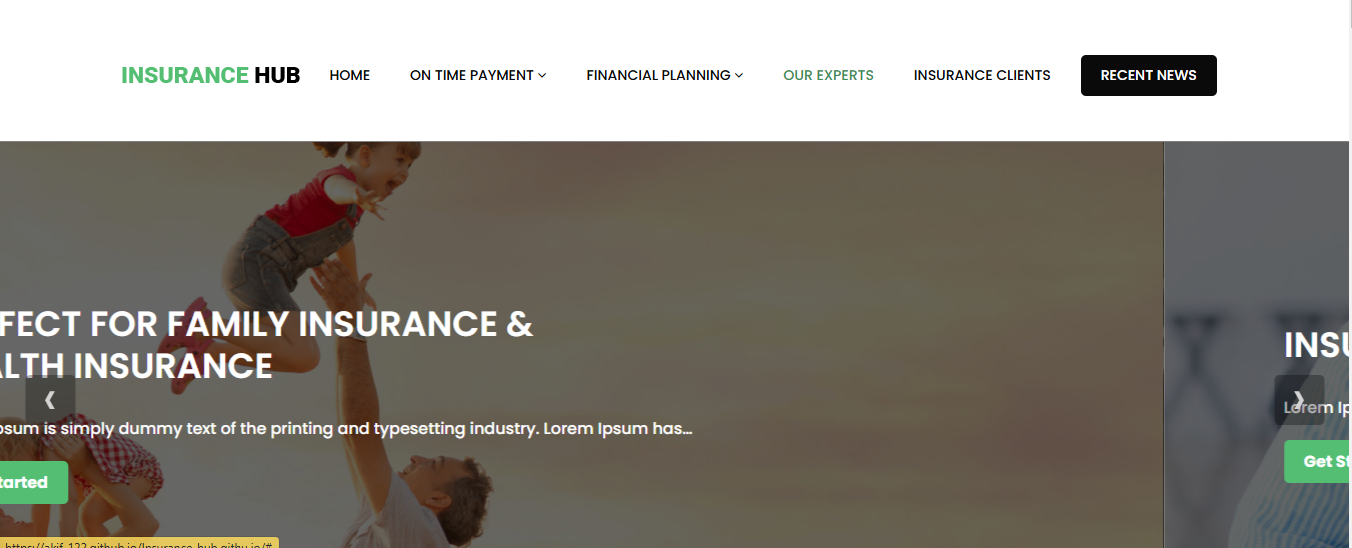 INSURANCE HUB HOME ON TIME PAYMENT FINANCIAL PLANNING OUR EXPERTS INSURANCE CLIENTS RECENT NEWS
FECT FOR FAMILY INSURANCE &
ALTH INSURANCE
psum is simply dummy text of the printing and typesetting industry. Lorem Ipsum has...
tarted
INSU
Lorem Ip
Get St
https://akif-122.github.io/Insurance-hub.githu.io/#